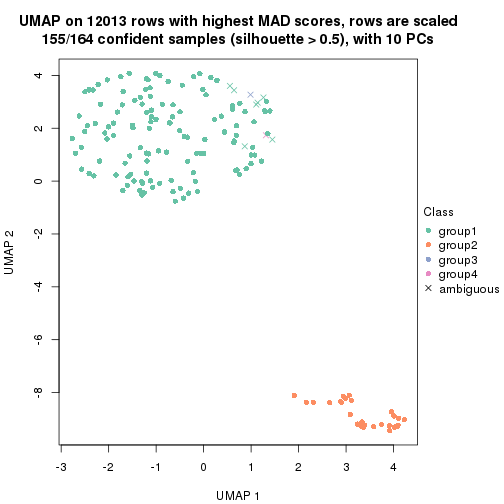 UMAP on 12013 rows with highest MAD scores, rows are scaled
155/164 confident samples (silhouette > 0.5), with 10 PCs
4
2
0
-2
-4
-6
-8
UMAP 2
-3 -2 -1 0 1 2 3 4
UMAP 1
Class
group1
group2
group3
group4
ambiguous